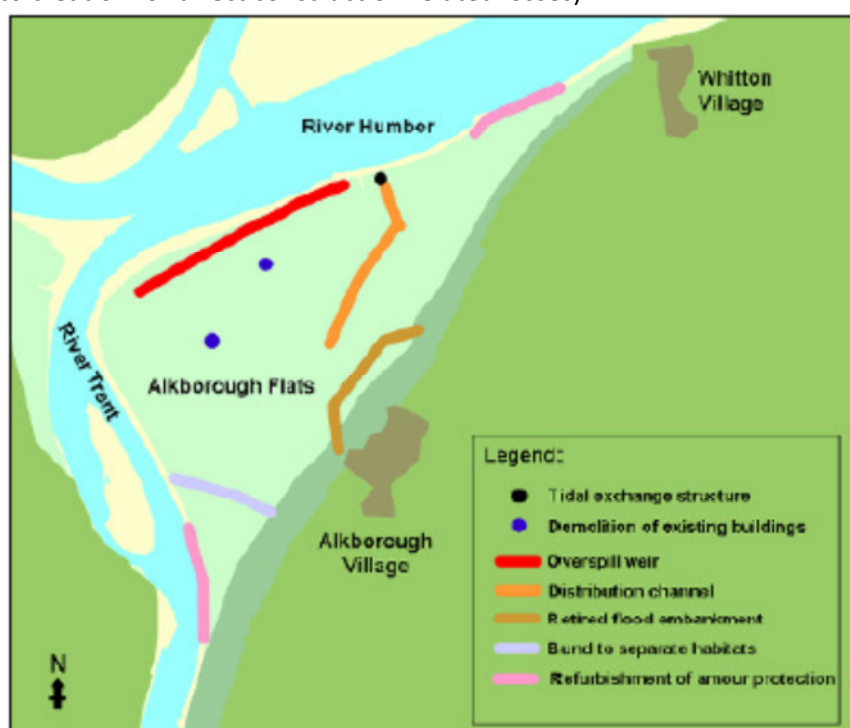 Whitton
Village
River Humber
River Trent
Alkborough Flats
Alkborough
Village
N
Legend:
Tidal exchange structure
Demolition of existing buildings
Overspill weir
Distribution channel
Retired flood embankment
Bund to separate habitats
Refurbishment of amour protection